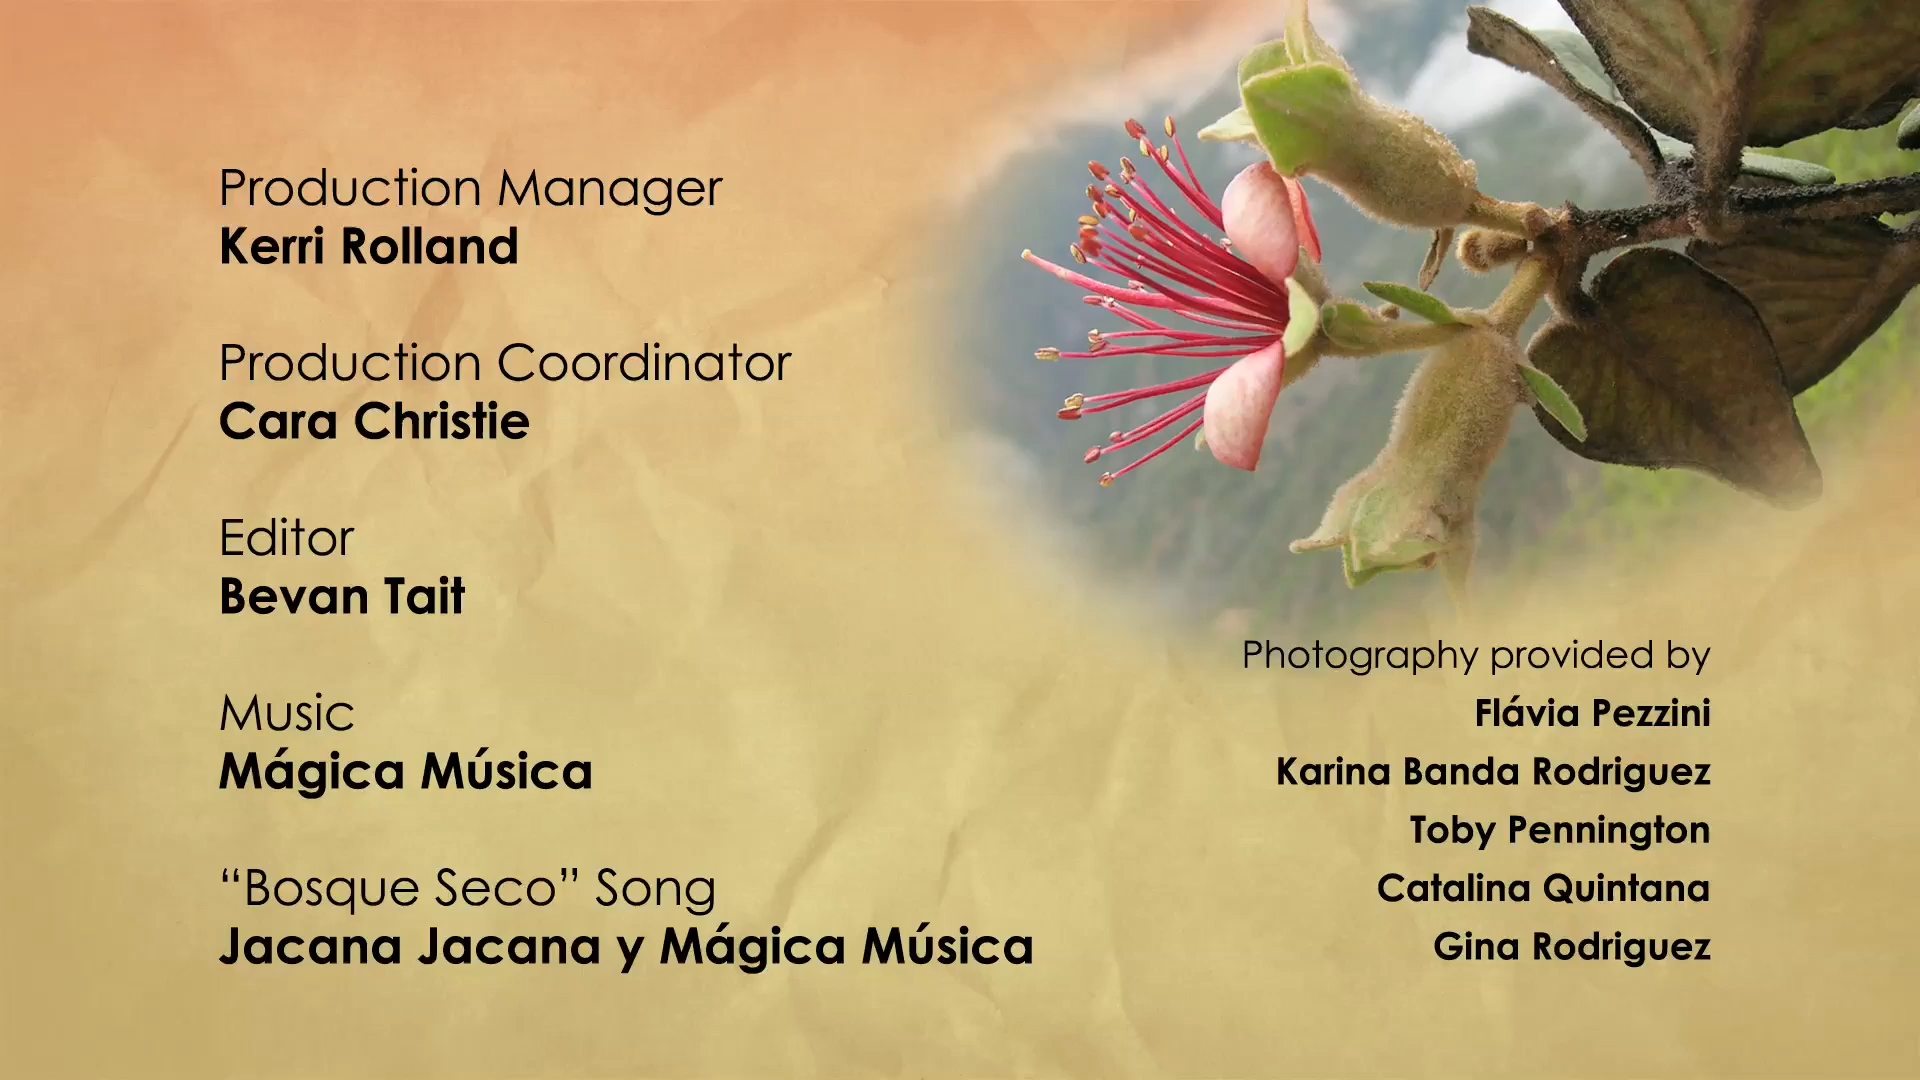 Production Manager
Kerri Rolland
Production Coordinator
Cara Christie
Editor
Bevan Tait
Music
Mágica Música
“Bosque Seco” Song
Jacana Jacana y Mágica Música
Photography provided by
Flávia Pezzini
Karina Banda Rodriguez
Toby Pennington
Catalina Quintana
Gina Rodriguez